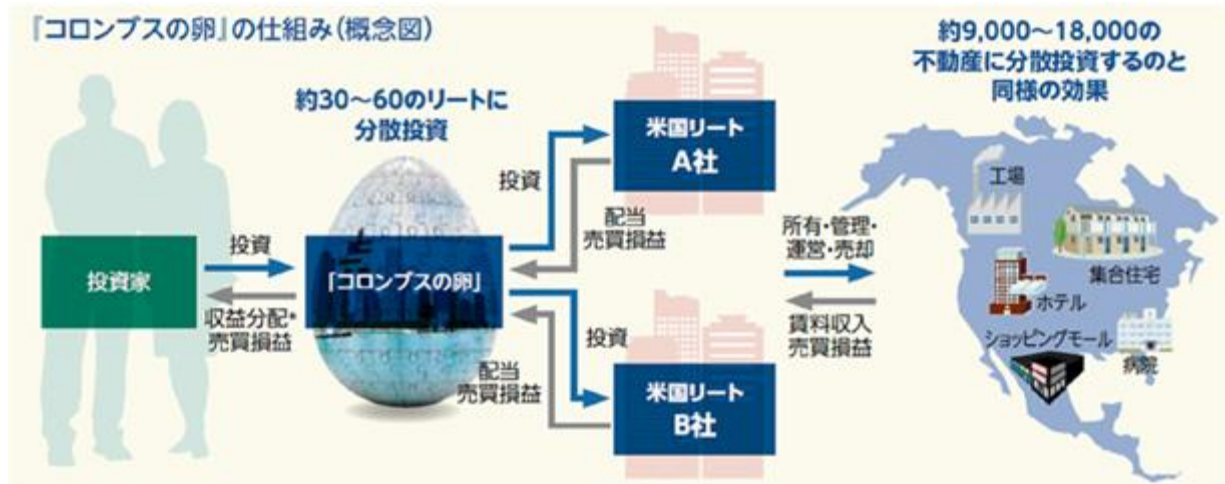 『コロンブスの卵』の仕組み(概念図)
約30〜60のリートに
分散投資
約9,000〜18,000の
不動産に分散投資するのと
同様の効果
投資家
投資
収益分配・
売買損益
『コロンブスの卵』
投資
配当
売買損益
投資
配当
売買損益
米国リート
A社
米国リート
B社
所有・管理・
運営・売却
賃料収入
売買損益
工場
集合住宅
ホテル
ショッピングモール
病院